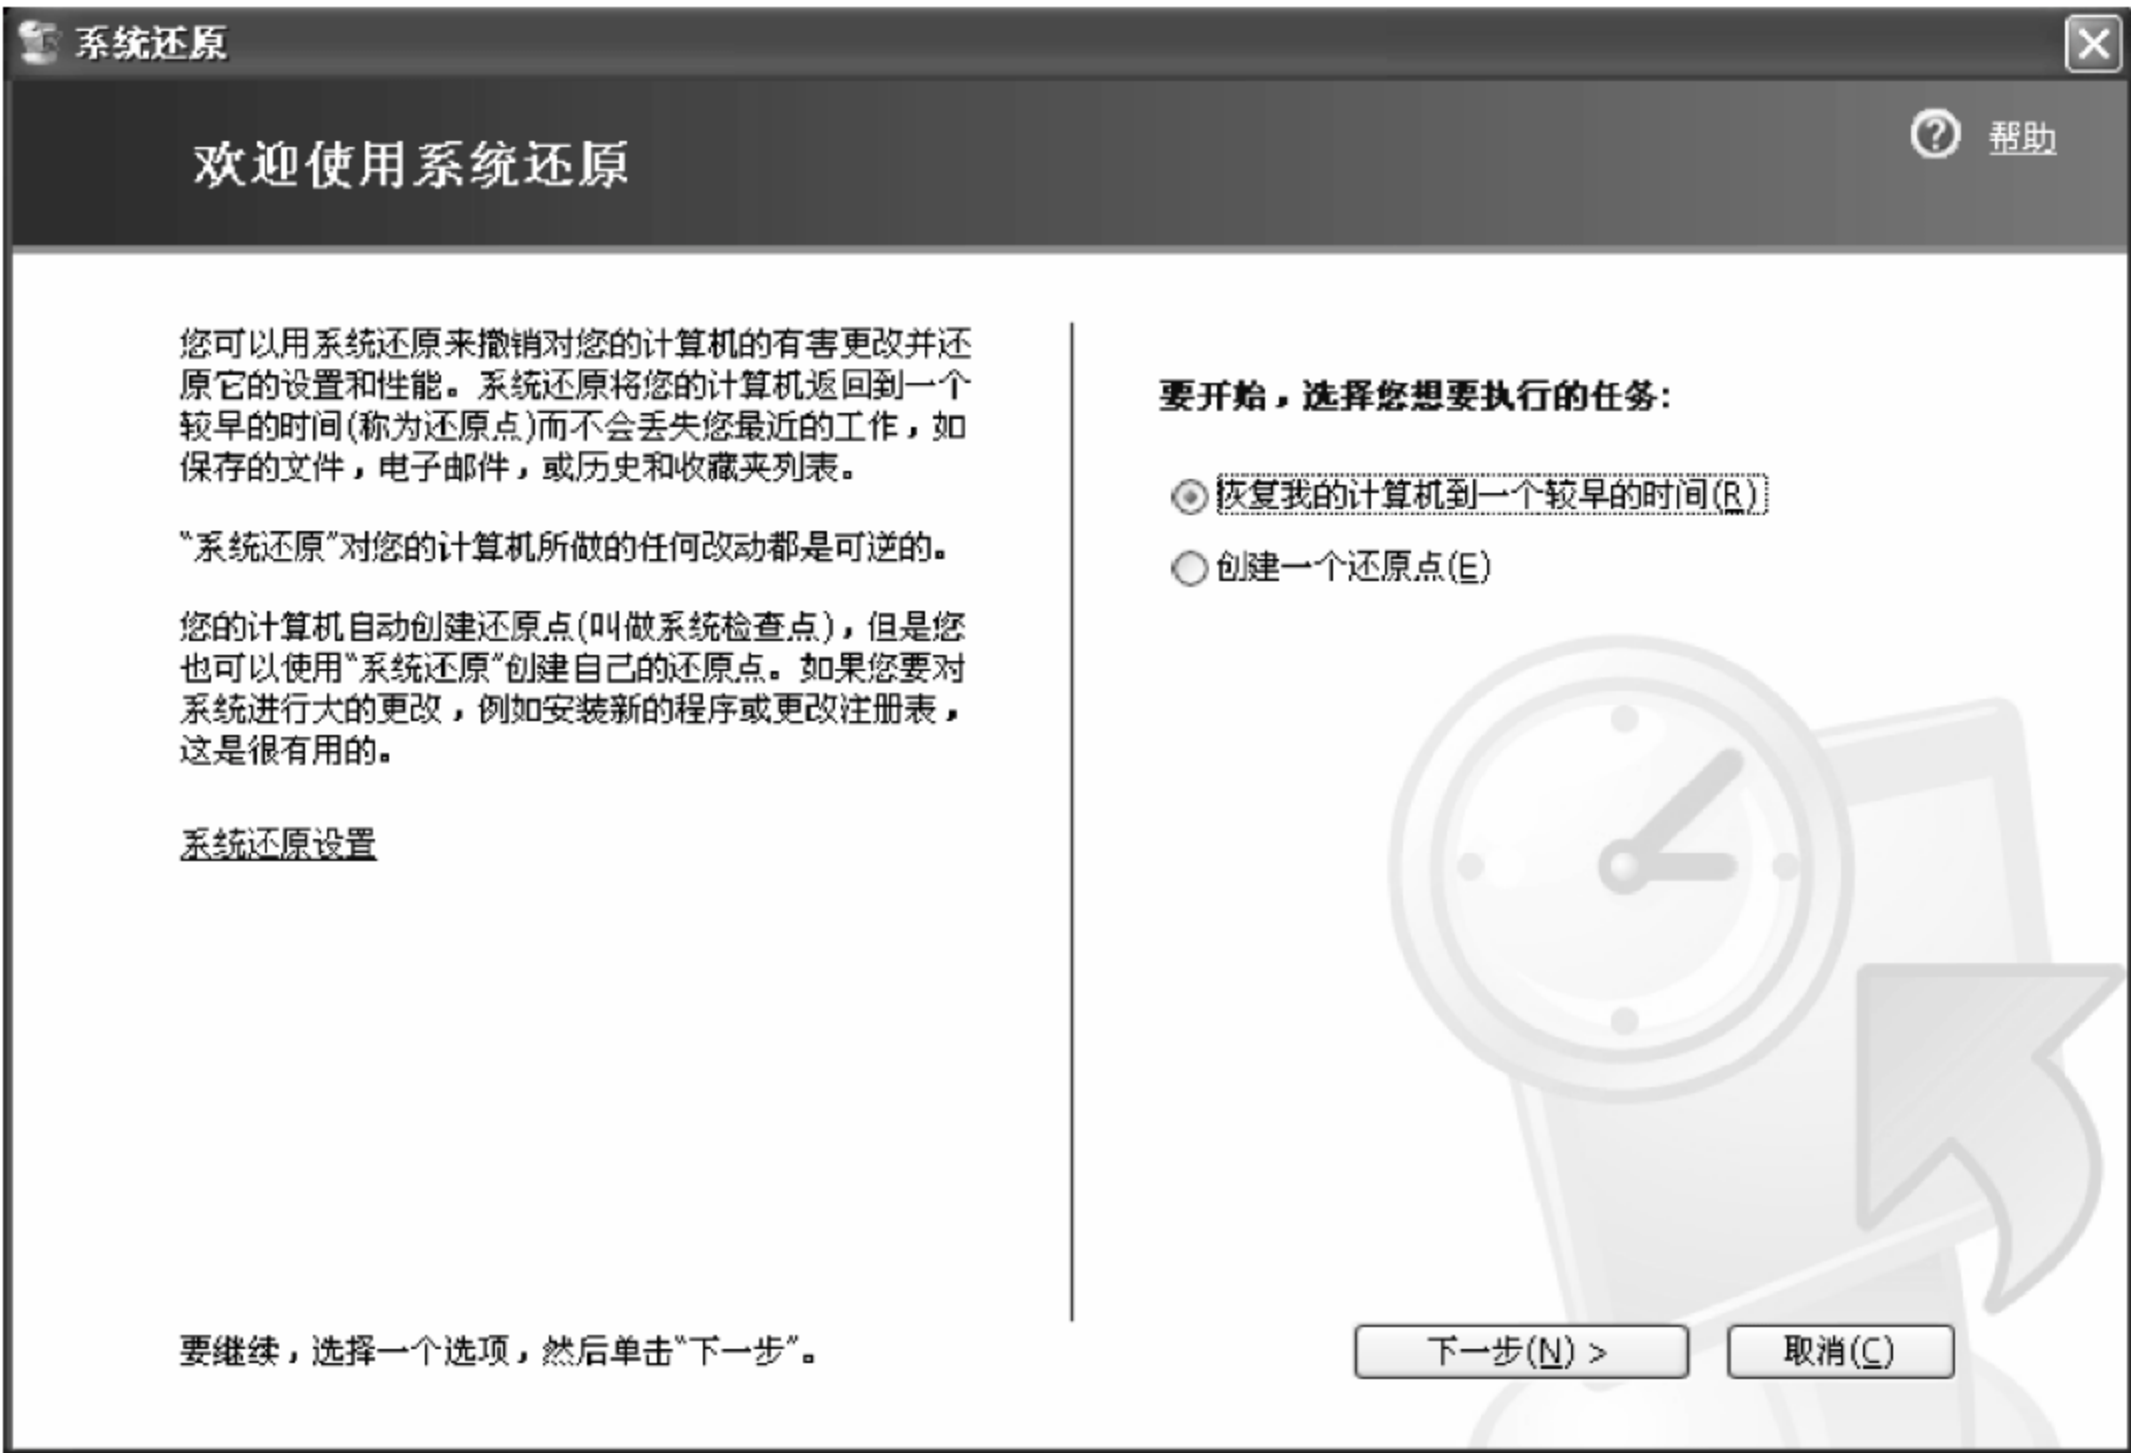 系统还原
欢迎使用系统还原
帮助
您可以用系统还原来撤销对您的计算机的有害更改并还
原它的设置和性能。系统还原将您的计算机返回到一个
较早的时间(称为还原点)而不会丢失您最近的工作，如
保存的文件，电子邮件，或历史和收藏夹列表。
“系统还原”对您的计算机所做的任何改动都是可逆的。
您的计算机自动创建还原点(叫做系统检查点)，但是您
也可以使用“系统还原”创建自己的还原点。如果您要对
系统进行大的更改，例如安装新的程序或更改注册表，
这是很有用的。
系统还原设置
要继续，选择一个选项，然后单击“下一步”。
要开始，选择您想要执行的任务:
恢复我的计算机到一个较早的时间(R)
创建一个还原点(E)
下一步(N) >
取消(C)